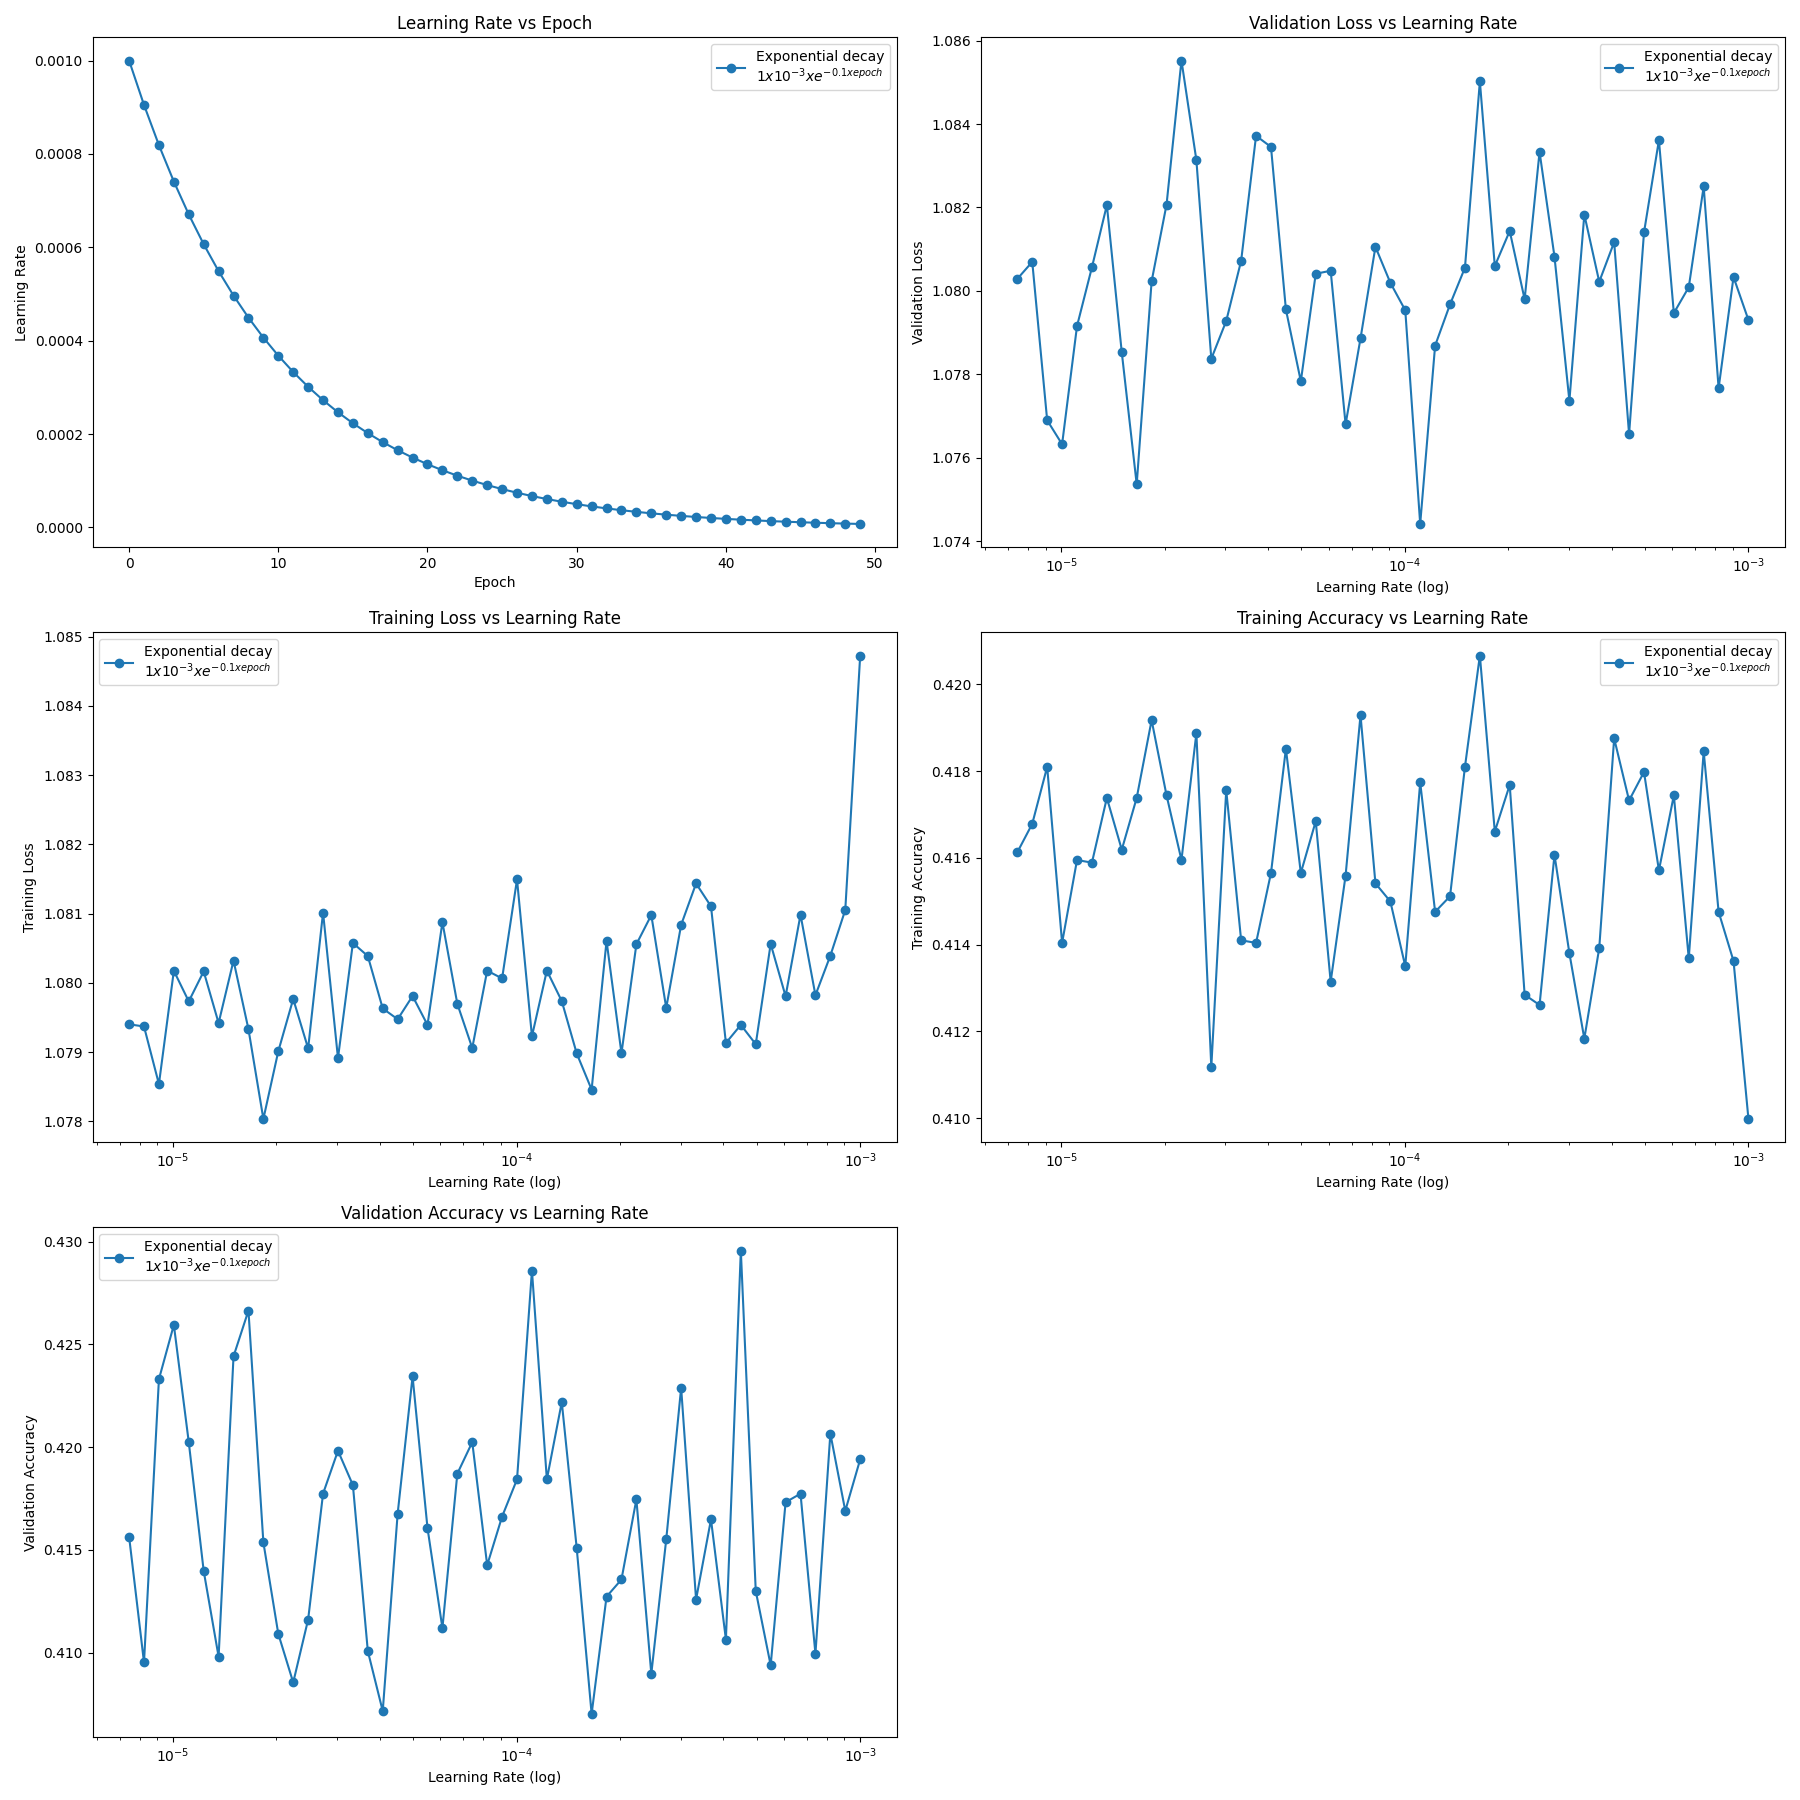 Learning Rate vs Epoch
Exponential decay
1x10⁻³xe⁻⁰·¹ˣᵉᵖᵒᶜʰ
0.0010
0.0008
0.0006
0.0004
0.0002
0.0000
Learning Rate
0
10
20
30
40
50
Epoch
Validation Loss vs Learning Rate
Exponential decay
1x10⁻³xe⁻⁰·¹ˣᵉᵖᵒᶜʰ
1.086
1.084
1.082
1.080
1.078
1.076
1.074
Validation Loss
10⁻⁵
10⁻⁴
10⁻³
Learning Rate (log)
Training Loss vs Learning Rate
Exponential decay
1x10⁻³xe⁻⁰·¹ˣᵉᵖᵒᶜʰ
1.085
1.084
1.083
1.082
1.081
1.080
1.079
1.078
Training Loss
10⁻⁵
10⁻⁴
10⁻³
Learning Rate (log)
Training Accuracy vs Learning Rate
Exponential decay
1x10⁻³xe⁻⁰·¹ˣᵉᵖᵒᶜʰ
0.420
0.418
0.416
0.414
0.412
0.410
Training Accuracy
10⁻⁵
10⁻⁴
10⁻³
Learning Rate (log)
Validation Accuracy vs Learning Rate
Exponential decay
1x10⁻³xe⁻⁰·¹ˣᵉᵖᵒᶜʰ
0.430
0.425
0.420
0.415
0.410
Validation Accuracy
10⁻⁵
10⁻⁴
10⁻³
Learning Rate (log)